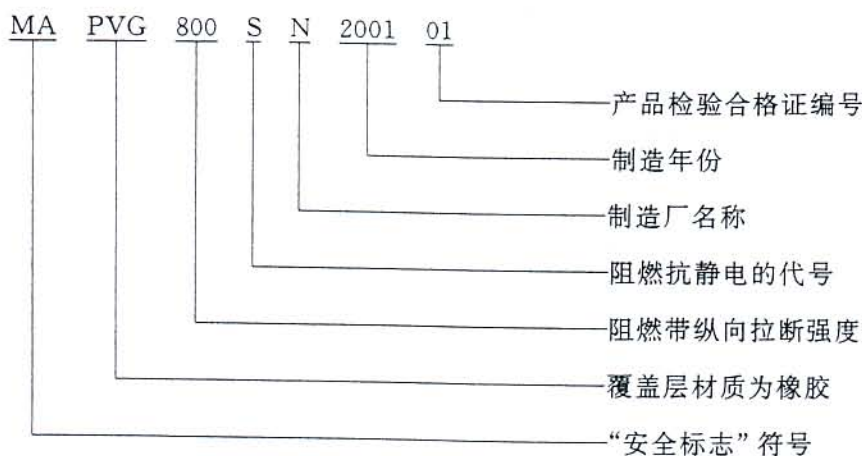 MA PVG 800 S N 2001 01
产品检验合格证编号
制造年份
制造厂名称
阻燃抗静电的代号
阻燃带纵向拉断强度
覆盖层材质为橡胶
“安全标志”符号